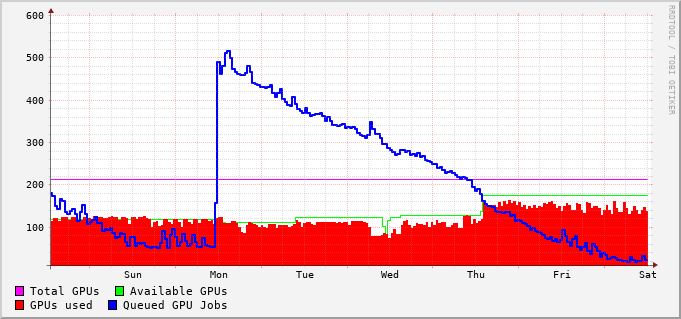 600
500
400
300
200
100
Sun Mon Tue Wed Thu Fri Sat
Total GPUs Available GPUs
GPUs used Queued GPU Jobs
RRDTOOL / TOBI OETIKER